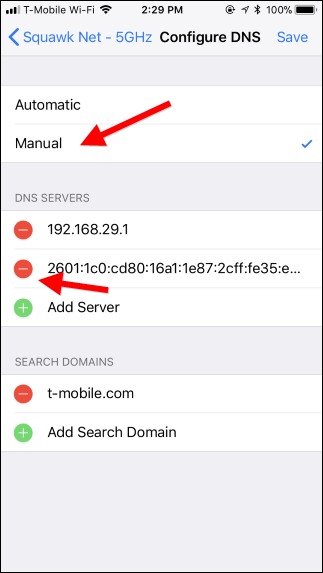 T-Mobile Wi-Fi 2:29 PM 100%
Squawk Net - 5GHz Configure DNS Save
Automatic
Manual
DNS SERVERS
192.168.29.1
2601:1c0:cd80:16a1:1e87:2cff:fe35:e...
Add Server
SEARCH DOMAINS
t-mobile.com
Add Search Domain